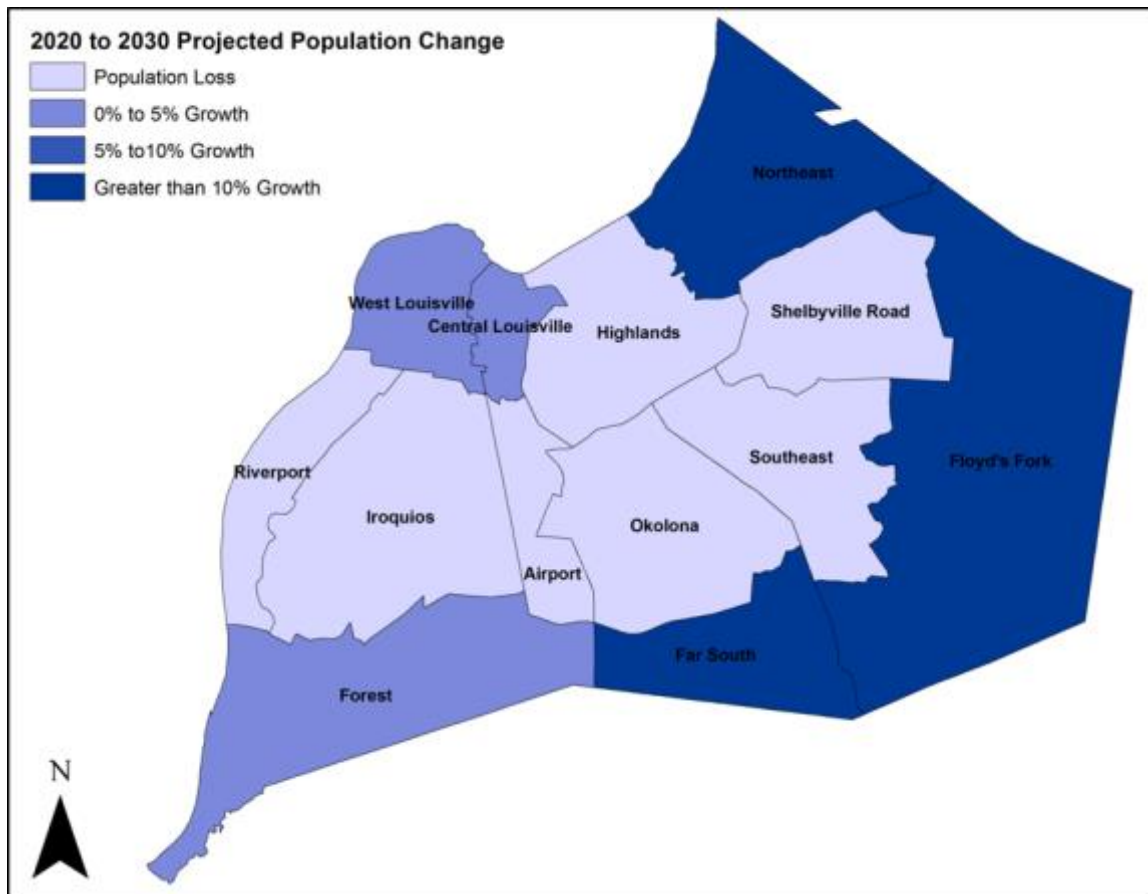 2020 to 2030 Projected Population Change
Population Loss
0% to 5% Growth
5% to10% Growth
Greater than 10% Growth
Northeast
West Louisville
Central Louisville
Highlands
Shelbyville Road
Riverport
Iroquios
Southeast
Floyd's Fork
Okolona
Airport
Far South
Forest
N